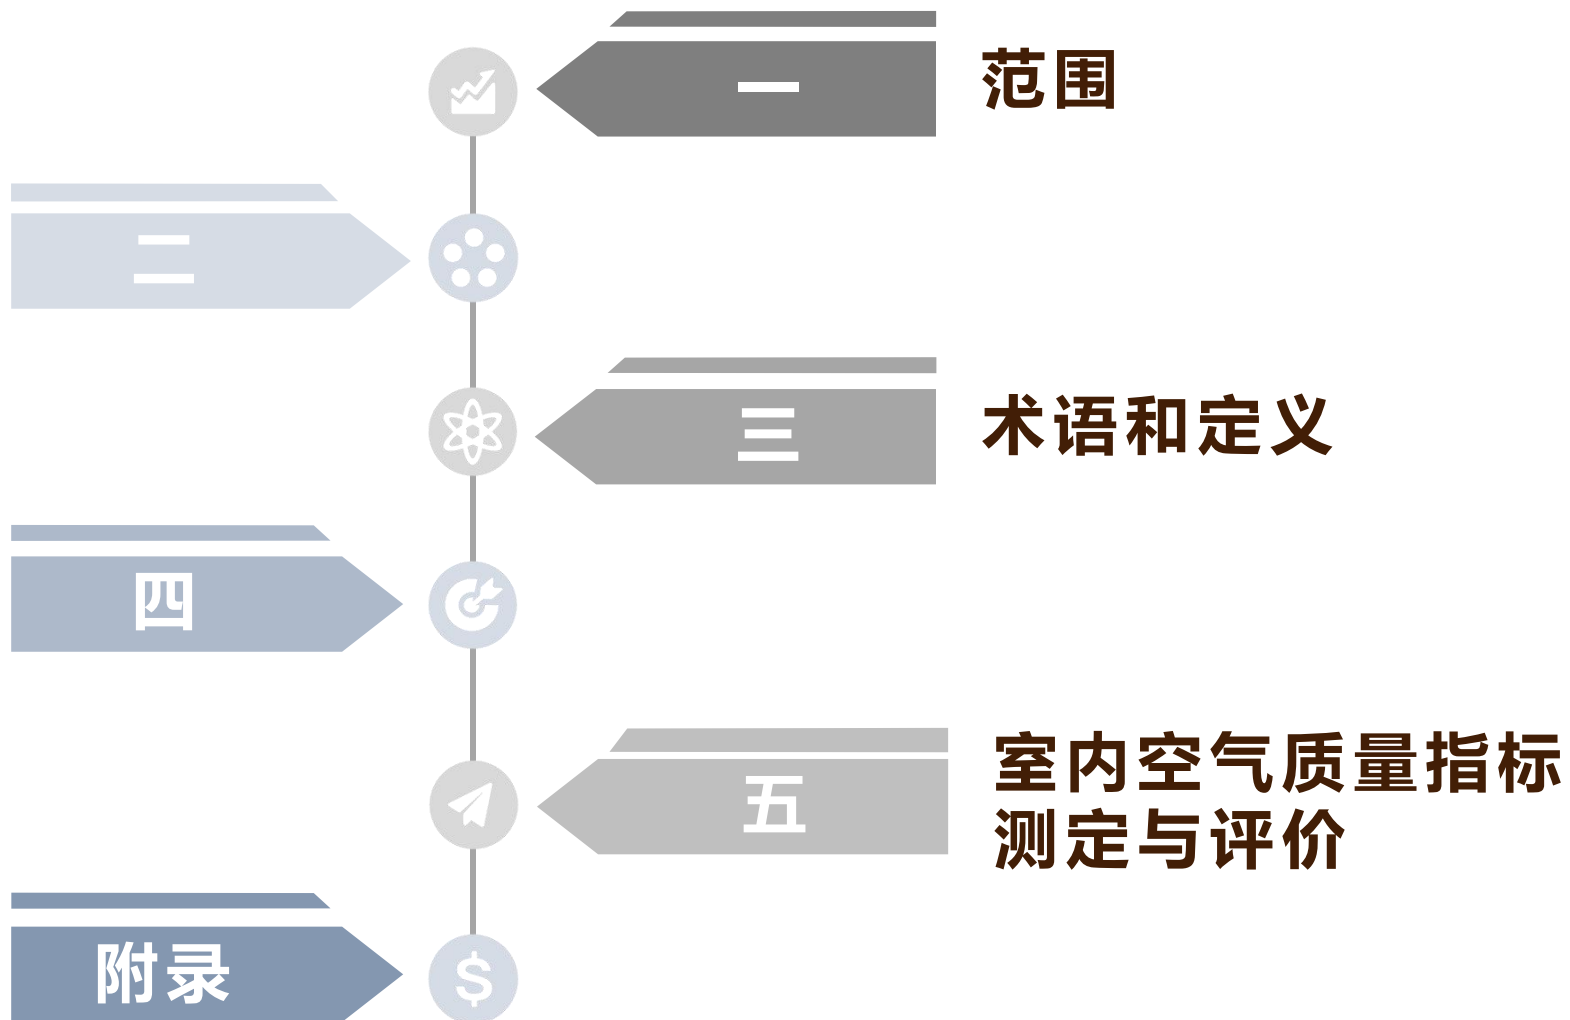 一
范围
二
三
术语和定义
四
五
室内空气质量指标
测定与评价
附录
$